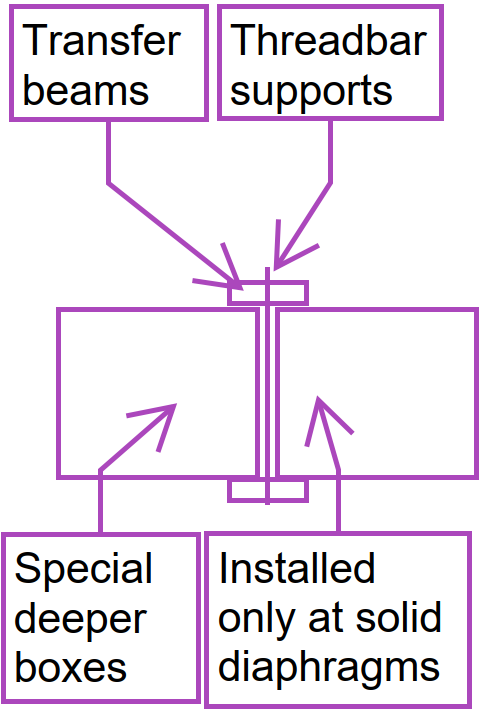 Transfer
beams
Threadbar
supports
Special
deeper
boxes
Installed
only at solid
diaphragms